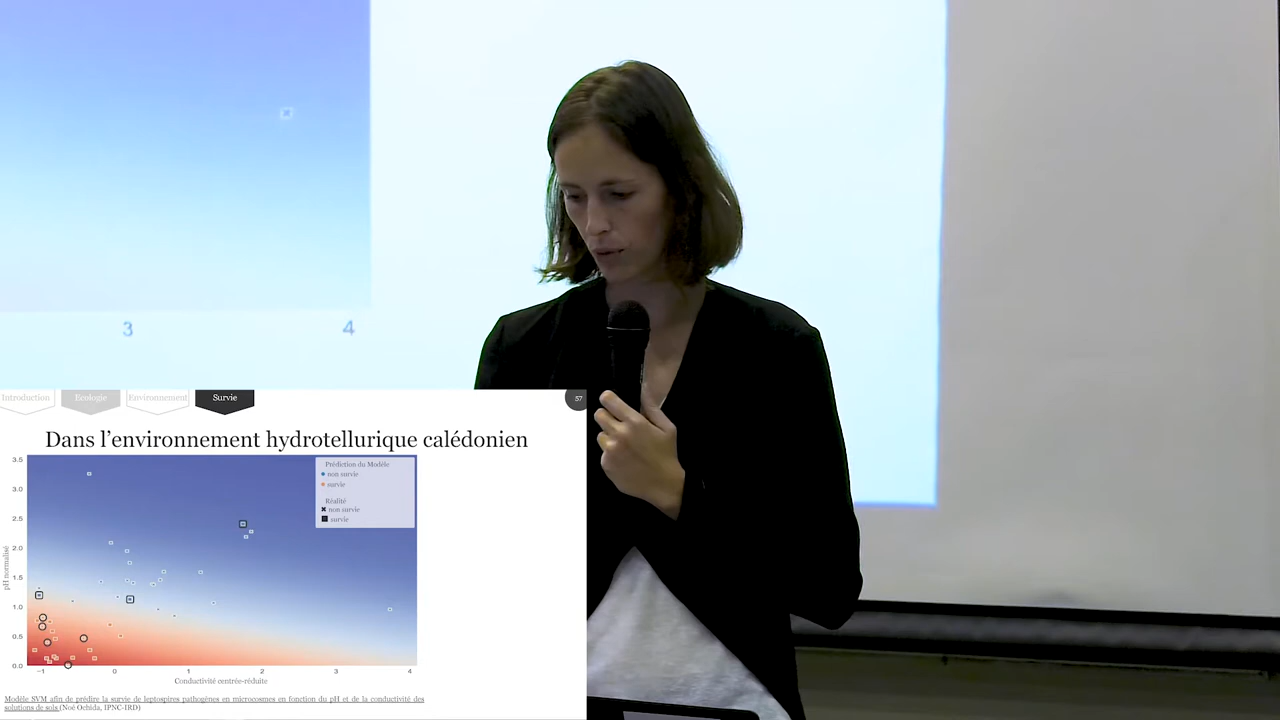 3
4
Introduction
Ecologie
Environnement
Survie
57
Dans l'environnement hydrotellurique calédonien
Prédiction du Modèle
non survie
survie
Réalité
non survie
survie
pH normalisé
3.5
3.0
2.5
2.0
1.5
1.0
0.5
0.0
−1
0
1
2
3
4
Conductivité centrée-réduite
Modèle SVM afin de prédire la survie de leptospires pathogènes en microcosmes en fonction du pH et de la conductivité des
solutions de sols (Noé Ochida, IPNC-IRD)